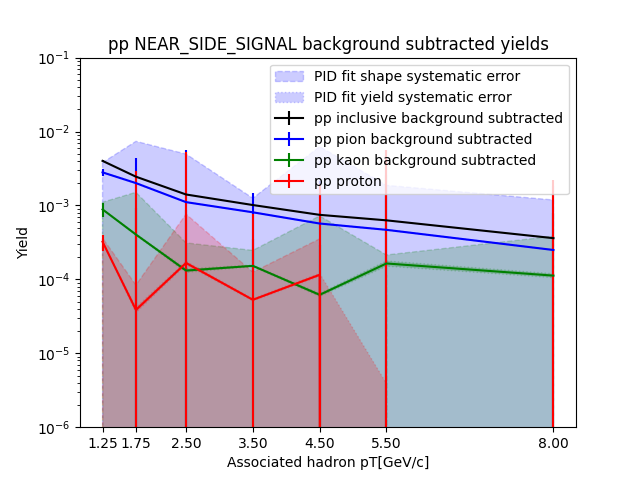 pp NEAR_SIDE_SIGNAL background subtracted yields
PID fit shape systematic error
PID fit yield systematic error
pp inclusive background subtracted
pp pion background subtracted
pp kaon background subtracted
pp proton
Yield
10⁻¹
10⁻²
10⁻³
10⁻⁴
10⁻⁵
10⁻⁶
1.25 1.75 2.50 3.50 4.50 5.50 8.00
Associated hadron pT[GeV/c]